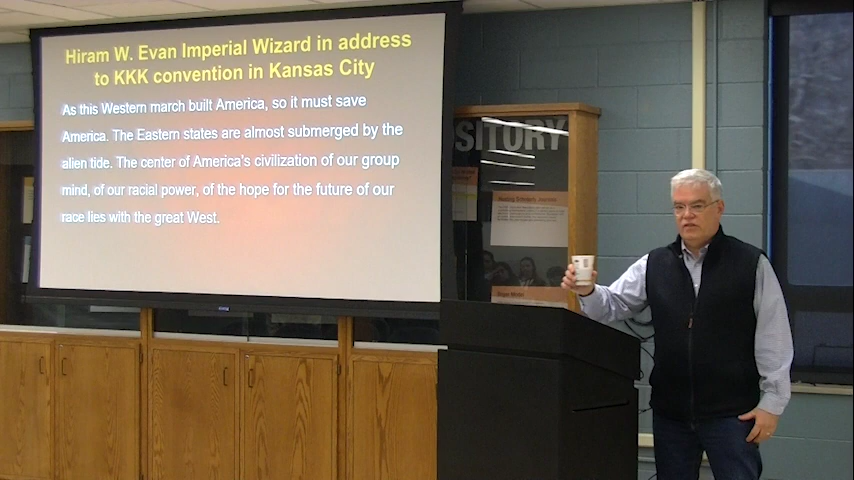 Hiram W. Evan Imperial Wizard in address
to KKK convention in Kansas City
As this Western march built America, so it must save
America. The Eastern states are almost submerged by the
alien tide. The center of America's civilization of our group
mind, of our racial power, of the hope for the future of our
race lies with the great West.
SITORY